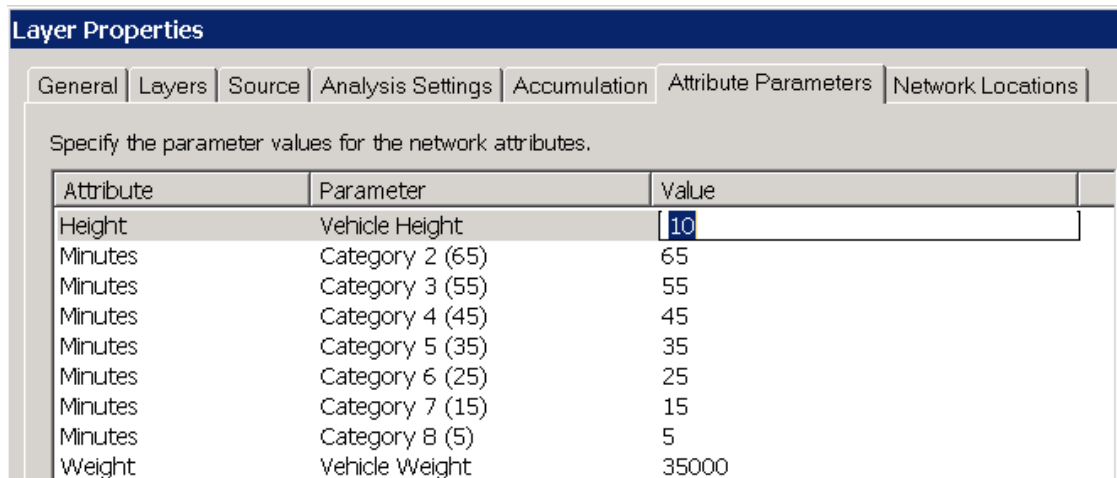 Layer Properties
General Layers Source Analysis Settings Accumulation Attribute Parameters Network Locations
Specify the parameter values for the network attributes.
Attribute Parameter Value
Height Vehicle Height 10
Minutes Category 2 (65) 65
Minutes Category 3 (55) 55
Minutes Category 4 (45) 45
Minutes Category 5 (35) 35
Minutes Category 6 (25) 25
Minutes Category 7 (15) 15
Minutes Category 8 (5) 5
Weight Vehicle Weight 35000